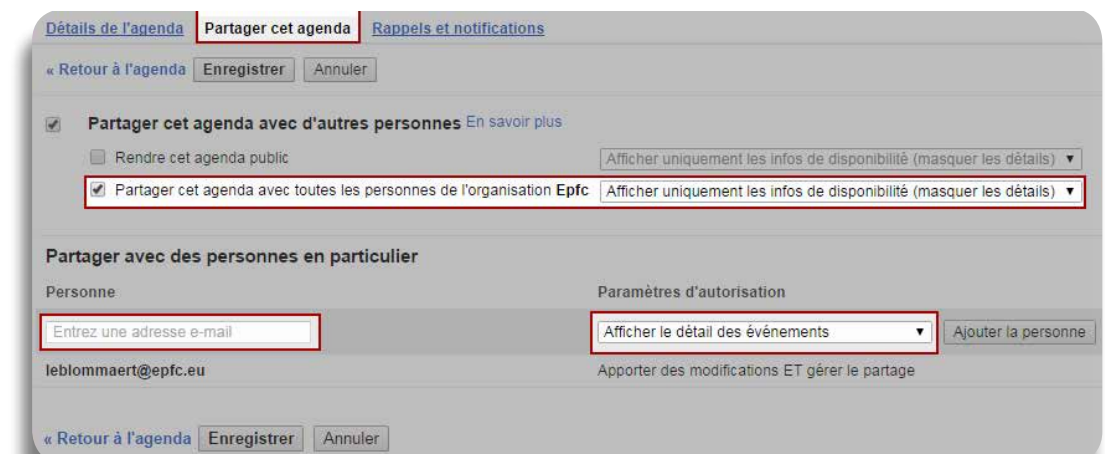 Détails de l'agenda Partager cet agenda Rappels et notifications
« Retour à l'agenda Enregistrer Annuler
Partager cet agenda avec d'autres personnes En savoir plus
Rendre cet agenda public Afficher uniquement les infos de disponibilité (masquer les détails)
Partager cet agenda avec toutes les personnes de l'organisation Epfc Afficher uniquement les infos de disponibilité (masquer les détails)
Partager avec des personnes en particulier
Personne Paramètres d'autorisation
Entrez une adresse e-mail Afficher le détail des événements Ajouter la personne
leblommaert@epfc.eu Apporter des modifications ET gérer le partage
« Retour à l'agenda Enregistrer Annuler